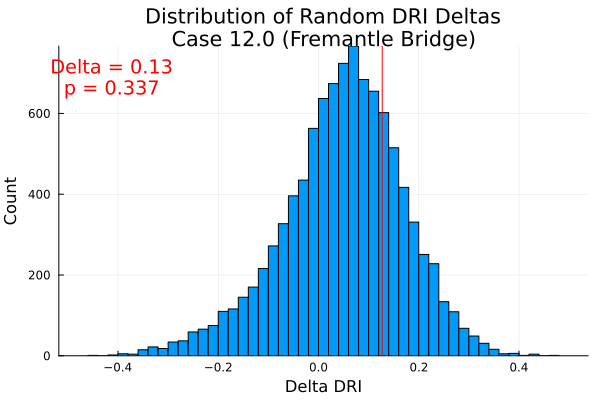 Distribution of Random DRI Deltas
Case 12.0 (Fremantle Bridge)
Delta = 0.13
p = 0.337
600
400
200
0
Count
−0.4
−0.2
0.0
0.2
0.4
Delta DRI